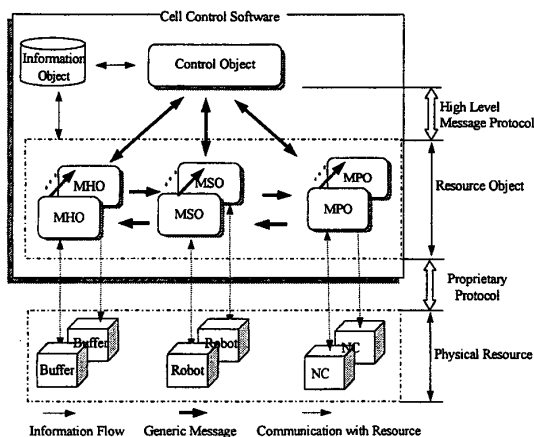 Cell Control Software
Information
Object
Control Object
High Level
Message Protocol
MHO
MSO
MPO
Resource Object
MHO
MSO
MPO
Proprietary
Protocol
Buffer
Robot
NC
Physical Resource
Buffer
Robot
NC
Information Flow
Generic Message
Communication with Resource